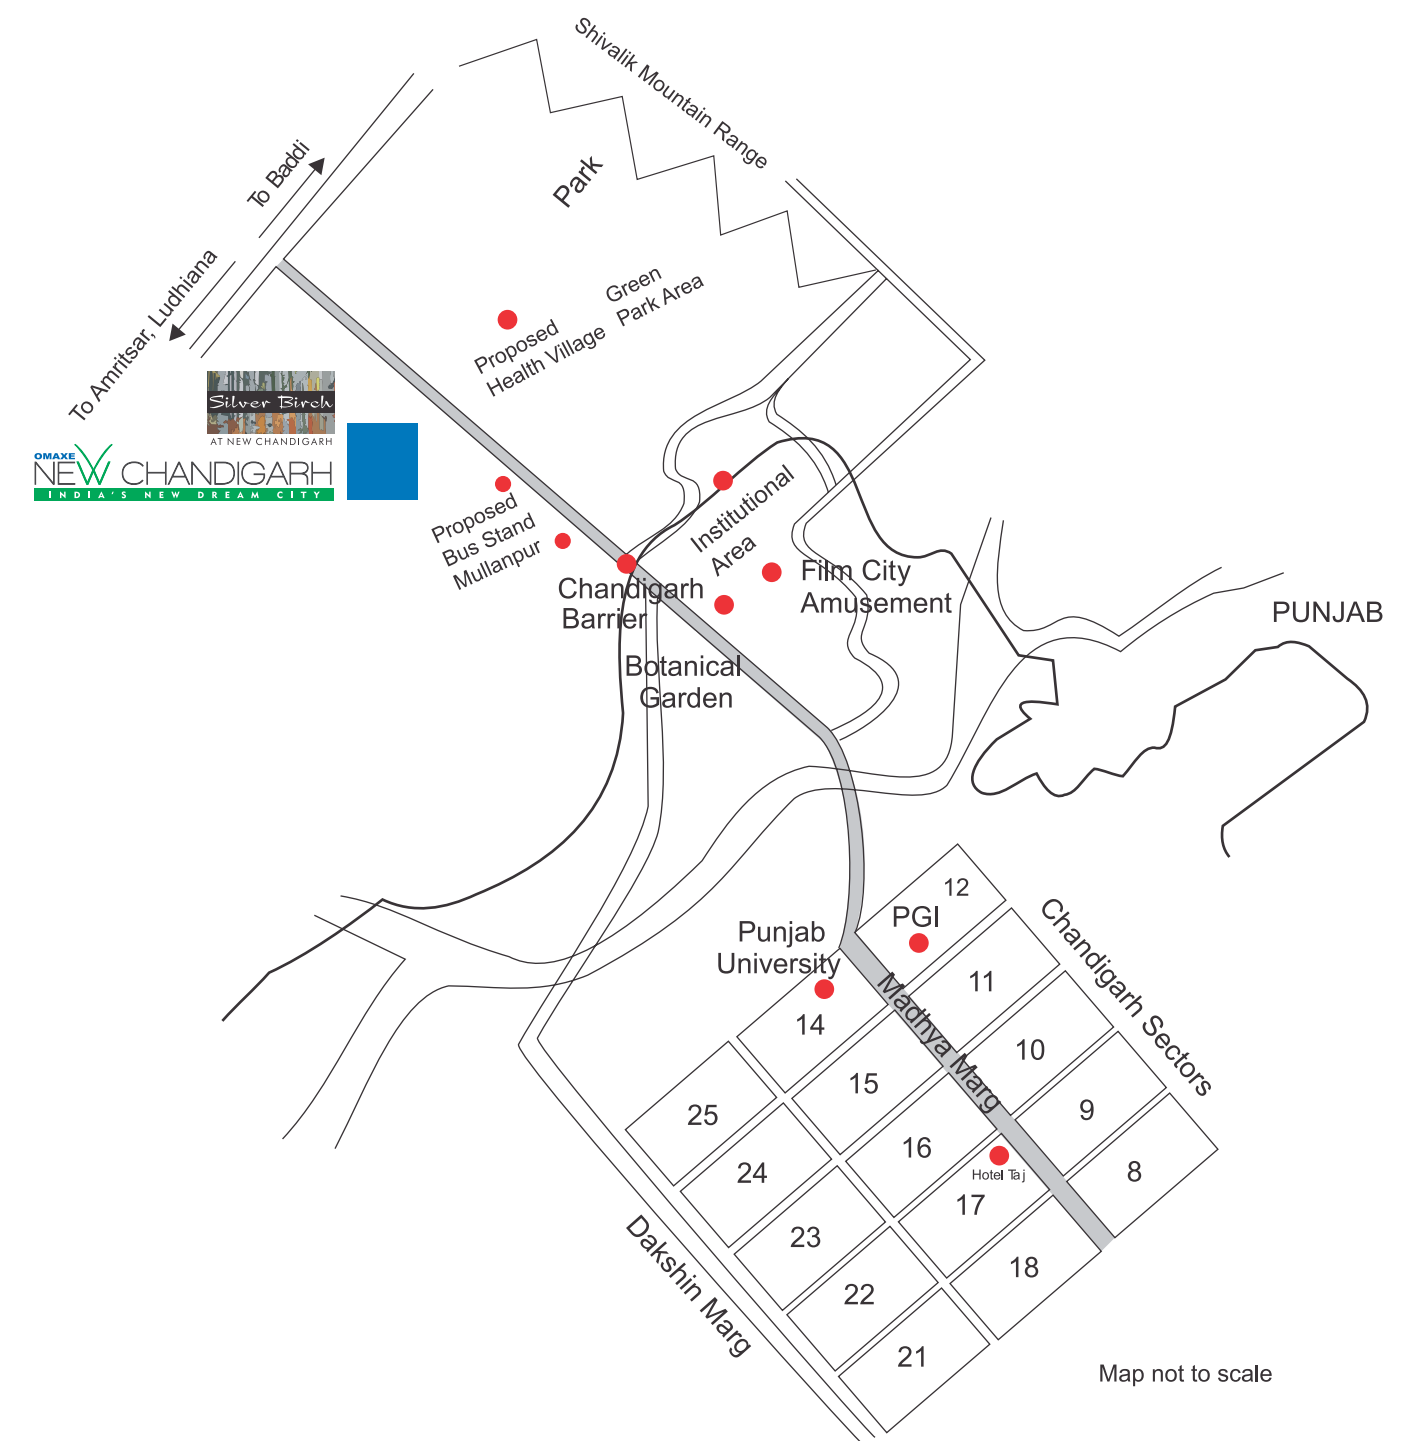 Shivalik Mountain Range
To Baddi
Park
To Amritsar, Ludhiana
Green
Park Area
Proposed
Health Village
Silver Birch
AT NEW CHANDIGARH
OMAXE
NEW CHANDIGARH
INDIA'S NEW DREAM CITY
Proposed
Bus Stand
Mullanpur
Institutional
Area
Chandigarh
Barrier
Film City
Amusement
PUNJAB
Botanical
Garden
12
PGI
Punjab
University
Chandigarh Sectors
Madhya Marg
11
14
10
15
9
25
16
8
24
Hotel Taj
17
23
18
22
21
Dakshin Marg
Map not to scale